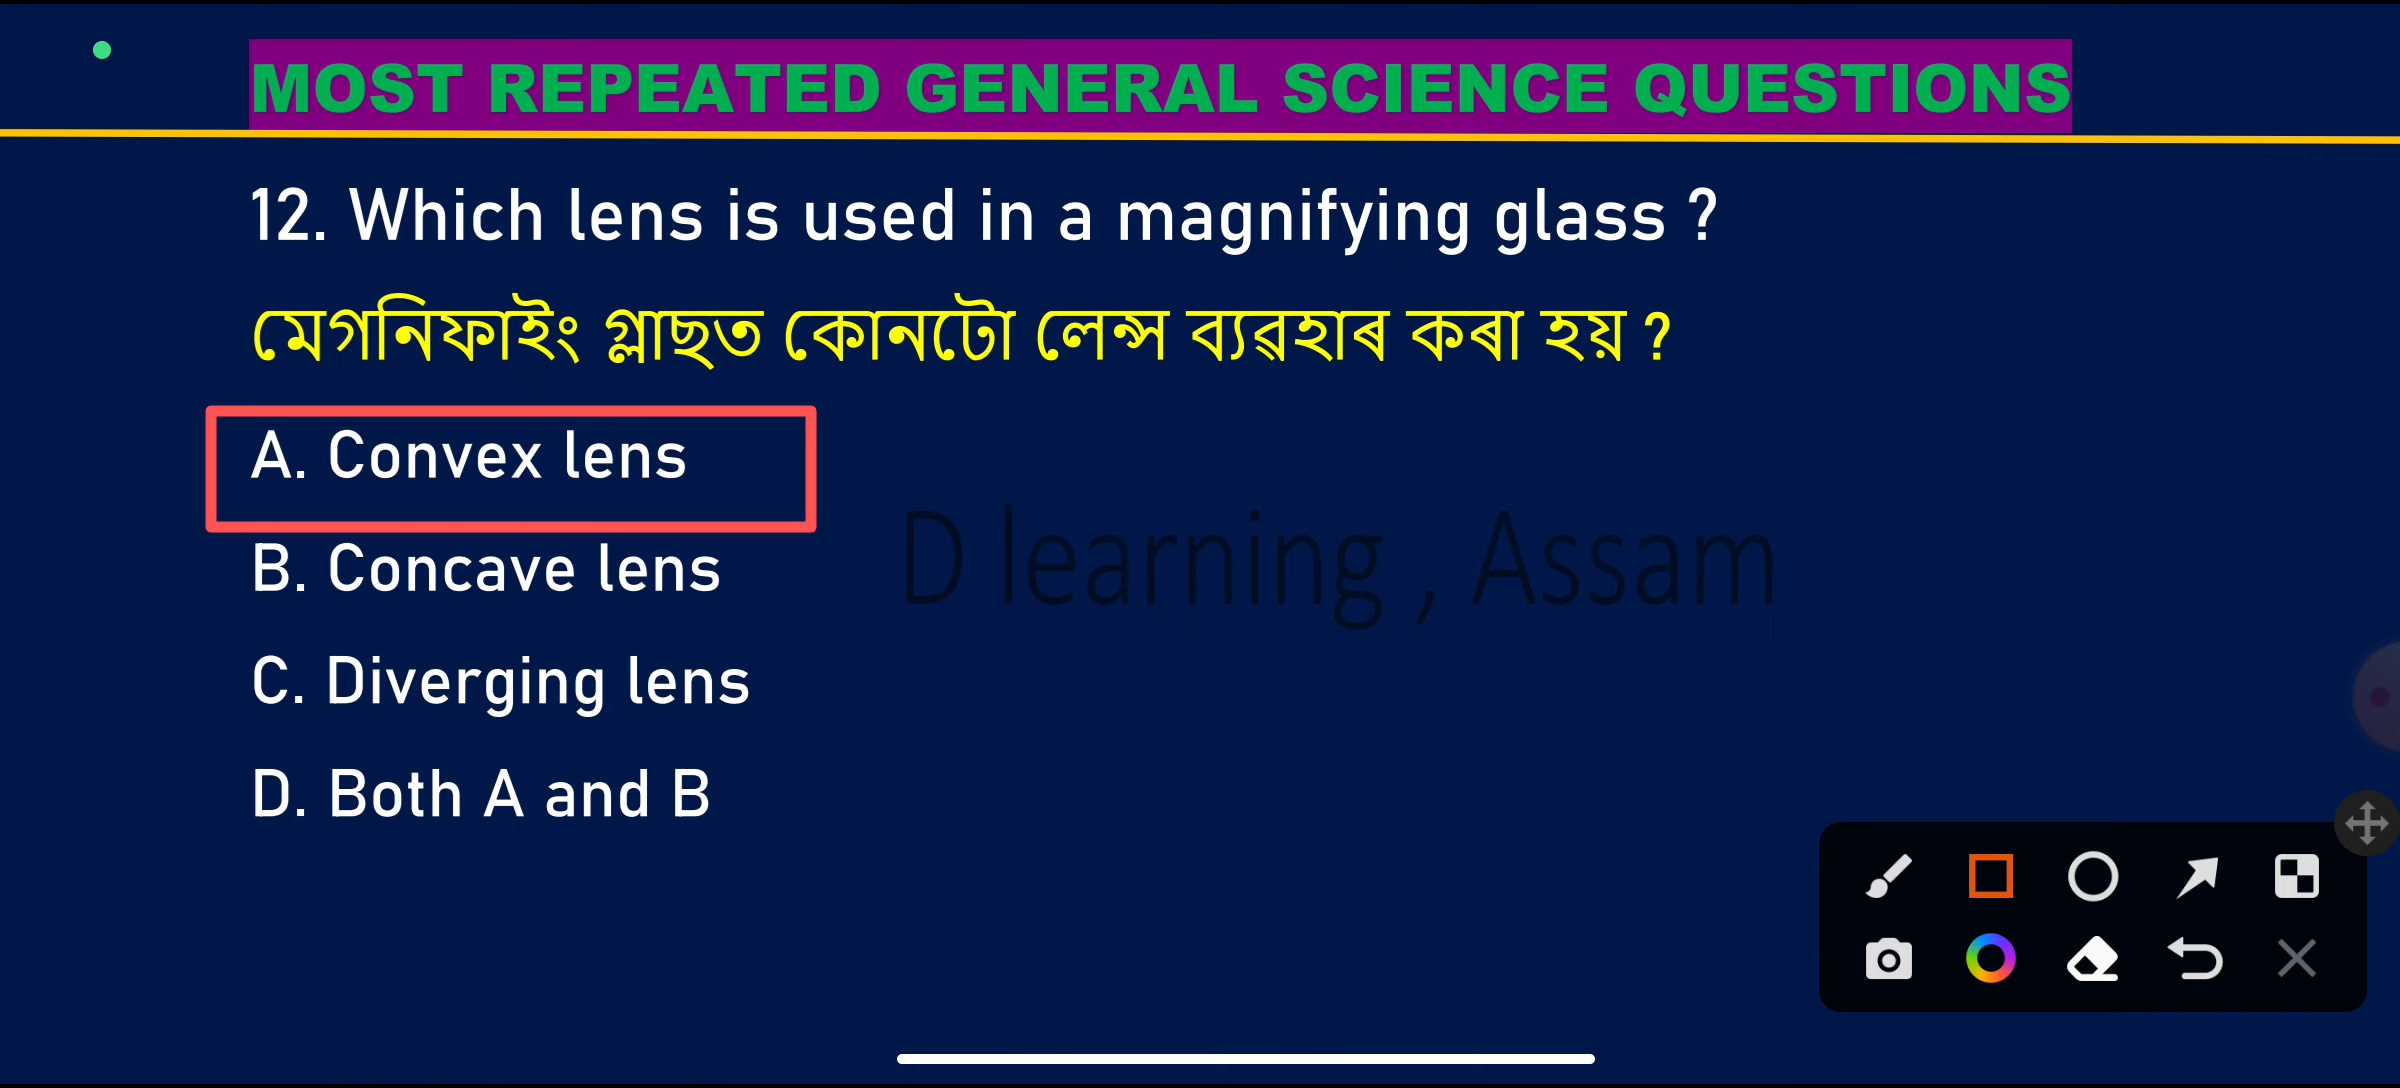 MOST REPEATED GENERAL SCIENCE QUESTIONS
12. Which lens is used in a magnifying glass ?
মেগনিফাইং গ্লাছত কোনটো লেন্স ব্যৱহাৰ কৰা হয় ?
A. Convex lens
B. Concave lens
D learning , Assam
C. Diverging lens
D. Both A and B